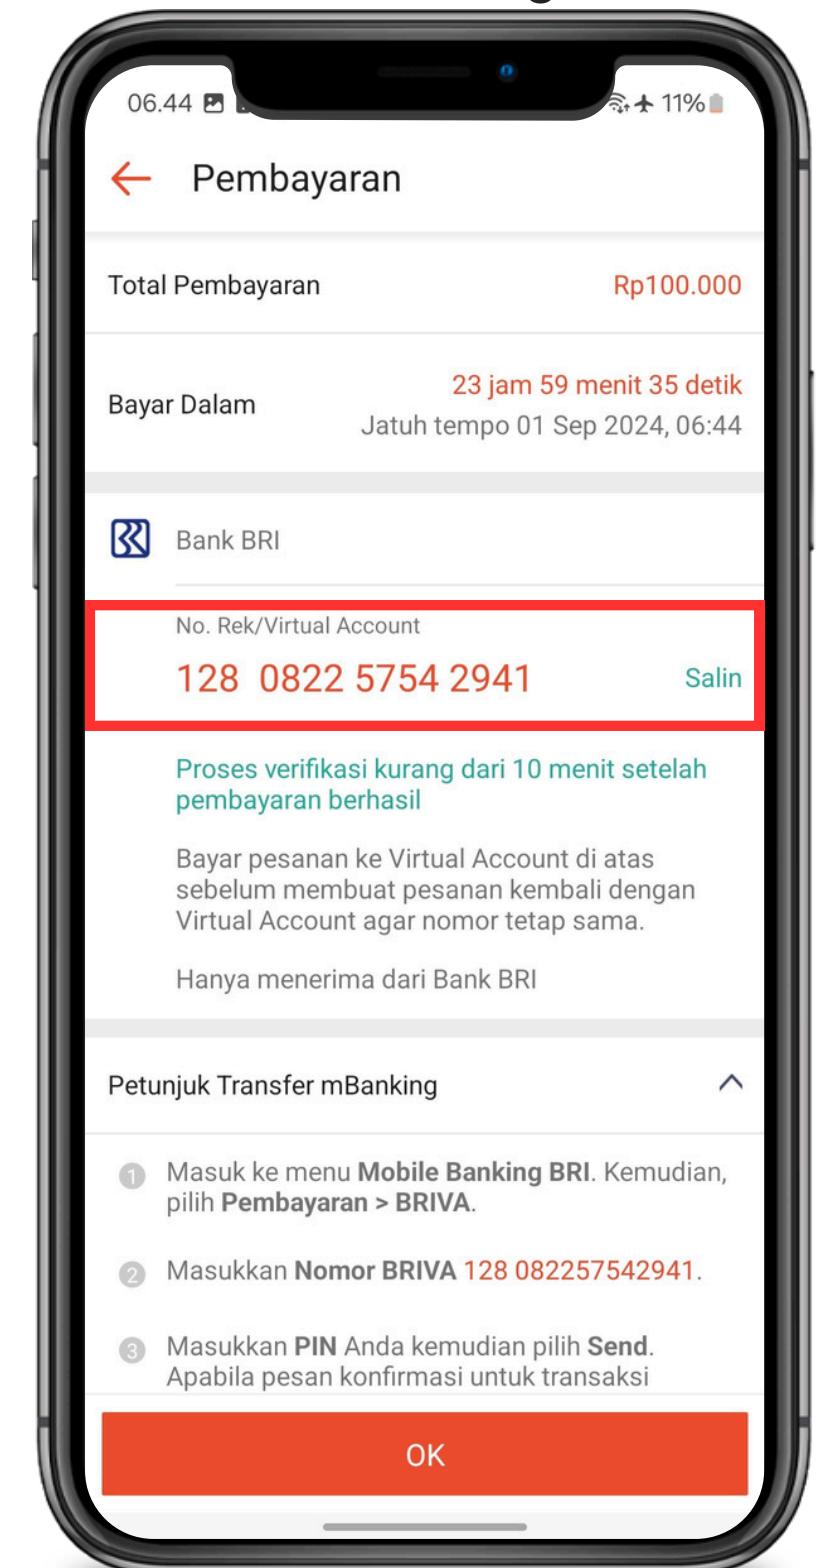 06.44
11%
Pembayaran
Total Pembayaran
Rp100.000
Bayar Dalam
23 jam 59 menit 35 detik
Jatuh tempo 01 Sep 2024, 06:44
Bank BRI
No. Rek/Virtual Account
128 0822 5754 2941
Salin
Proses verifikasi kurang dari 10 menit setelah
pembayaran berhasil
Bayar pesanan ke Virtual Account di atas
sebelum membuat pesanan kembali dengan
Virtual Account agar nomor tetap sama.
Hanya menerima dari Bank BRI
Petunjuk Transfer mBanking
1 Masuk ke menu Mobile Banking BRI. Kemudian,
pilih Pembayaran > BRIVA.
2 Masukkan Nomor BRIVA 128 082257542941.
3 Masukkan PIN Anda kemudian pilih Send.
Apabila pesan konfirmasi untuk transaksi
OK